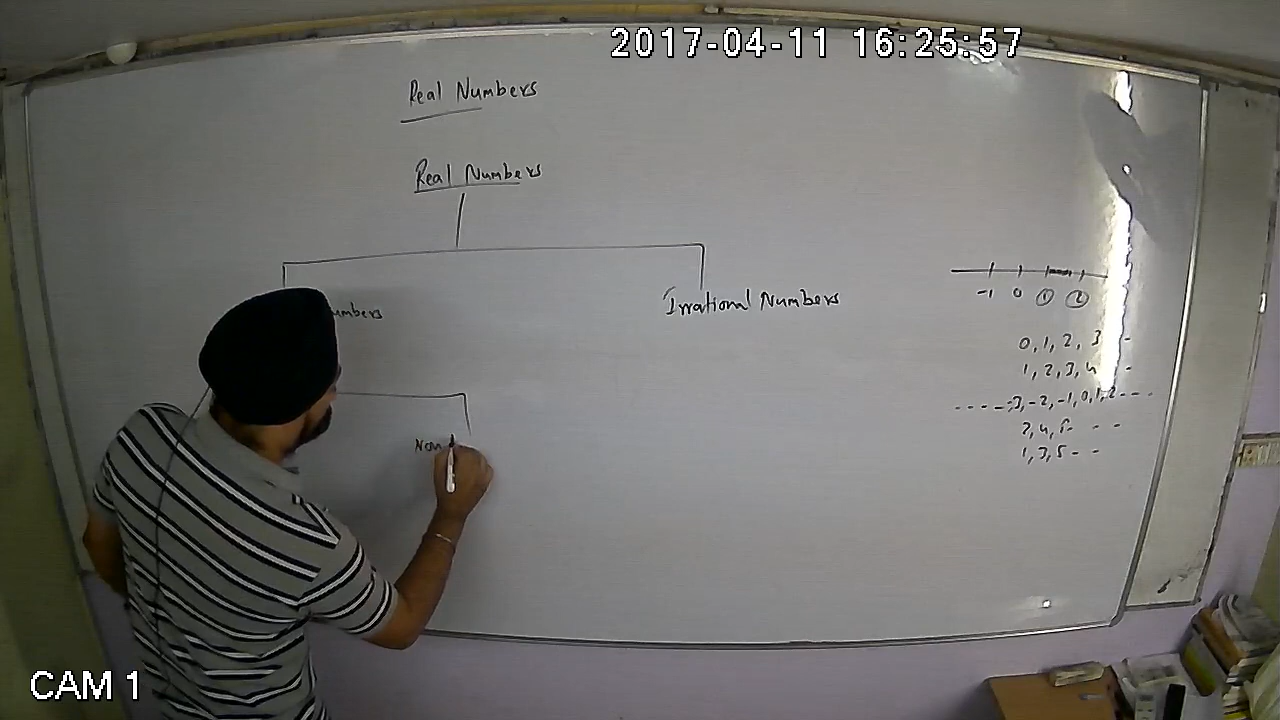 2017-04-11 16:25:57
Real Numbers
Real Numbers
umbers
Irrational Numbers
-1 0 1 2
0, 1, 2, 3 -
1, 2, 3, 4 -
-----3, -2, -1, 0, 1, 2 ----
2, 4, 6- - -
1, 3, 5 - -
Non
CAM 1